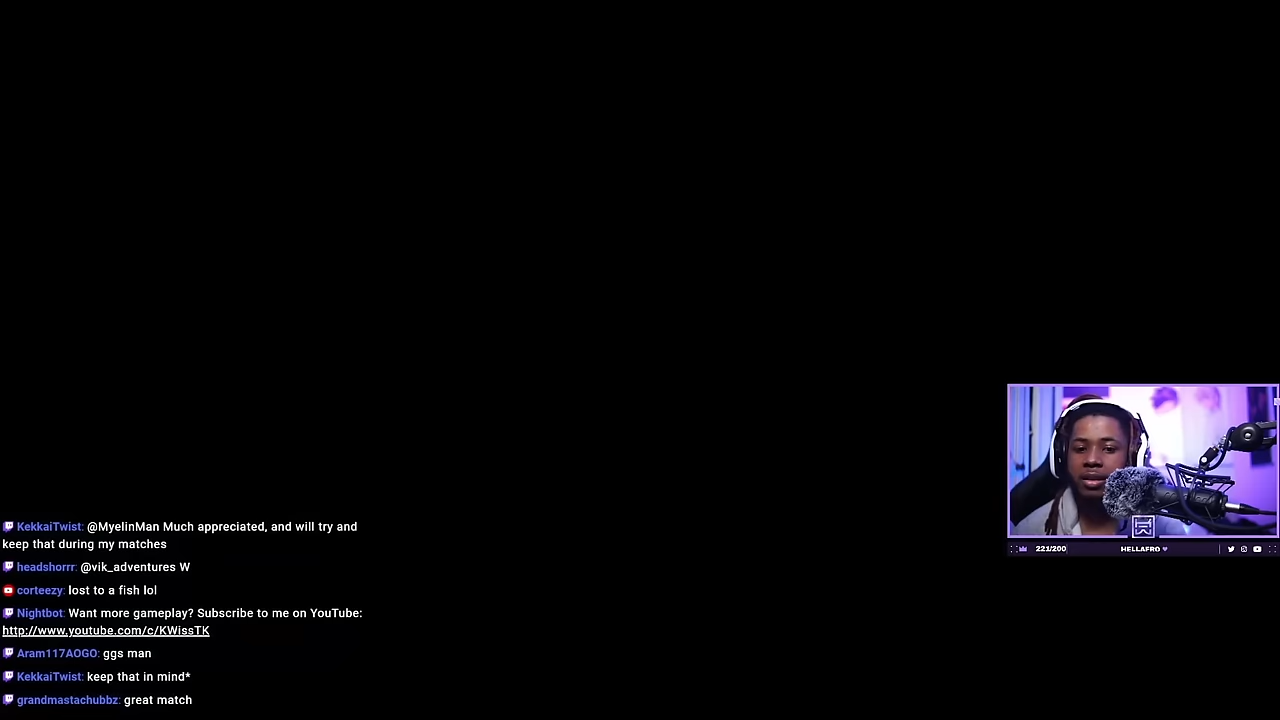 KekkaiTwist: @MyelinMan Much appreciated, and will try and
keep that during my matches
headshorrr: @vik_adventures W
corteezy: lost to a fish lol
Nightbot: Want more gameplay? Subscribe to me on YouTube:
http://www.youtube.com/c/KWissTK
Aram117AOGO: ggs man
KekkaiTwist: keep that in mind*
grandmastachubbz: great match
221/200 HELLAFRO